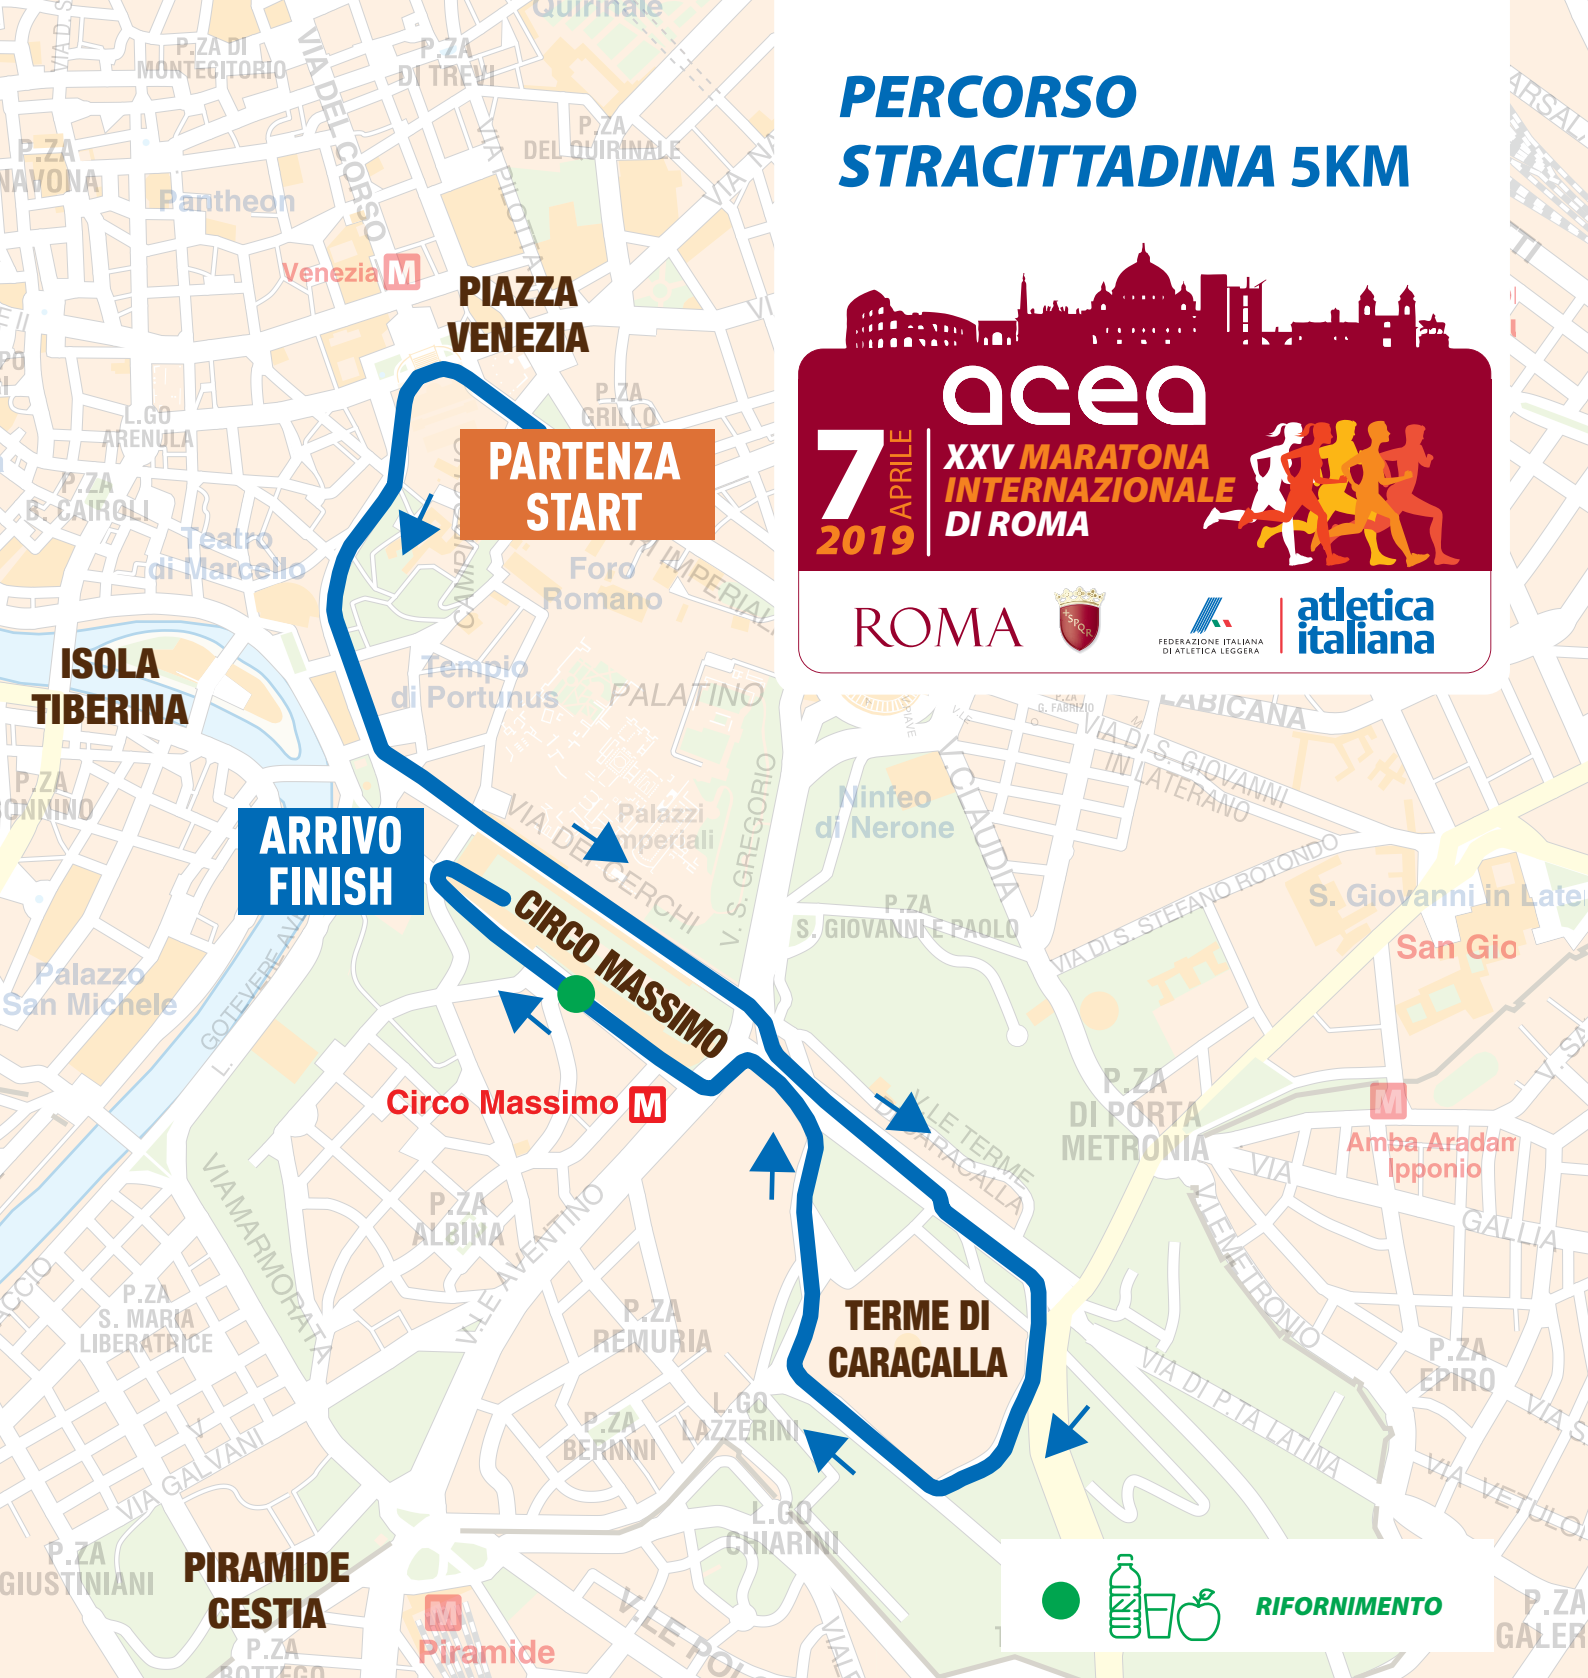 PERCORSO
STRACITTADINA 5KM
acea
7
APRILE
2019
XXV MARATONA
INTERNAZIONALE
DI ROMA
ROMA
SPQR
FEDERAZIONE ITALIANA
DI ATLETICA LEGGERA
atletica
italiana
Quirinale
P.ZA DI
MONTECITORIO
VIA DEL CORSO
P.ZA
DI TREVI
P.ZA
DEL QUIRINALE
VIA PILOTTA
P.ZA
NAVONA
Pantheon
Venezia M
PIAZZA
VENEZIA
P.ZA
GRILLO
L.GO
ARENULA
PARTENZA
START
P.ZA
B. CAIROLI
Teatro
di Marcello
Foro
Romano
ISOLA
TIBERINA
Tempio
di Portunus
PALATINO
P.ZA
G. FABRIZIO
LABICANA
VIA DI S. GIOVANNI
IN LATERANO
V. CLAUDIA
Ninfeo
di Nerone
V. S. GREGORIO
VIA DEI CERCHI
Palazzi
Imperiali
ARRIVO
FINISH
CIRCO MASSIMO
P.ZA
S. GIOVANNI E PAOLO
VIA DI S. STEFANO ROTONDO
S. Giovanni in Late
San Gio
Palazzo
San Michele
Circo Massimo M
V.LE TERME
DI CARACALLA
P.ZA
DI PORTA
METRONIA
M
Amba Aradam
Ipponio
VIA
GALLIA
V.LE METRONIO
VIA MARMORATA
P.ZA
ALBINA
V.LE AVENTINO
P.ZA
S. MARIA
LIBERATRICE
P.ZA
REMURIA
TERME DI
CARACALLA
P.ZA
EPIRO
VIA DI P.TA LATINA
L.GO
LAZZERINI
P.ZA
BERNINI
V.
VIA GALVANI
VIA VETULO
L.GO
CHIARINI
P.ZA
GIUSTINIANI
PIRAMIDE
CESTIA
M
Piramide
P.ZA
BOTTEGO
RIFORNIMENTO
P.ZA
GALER